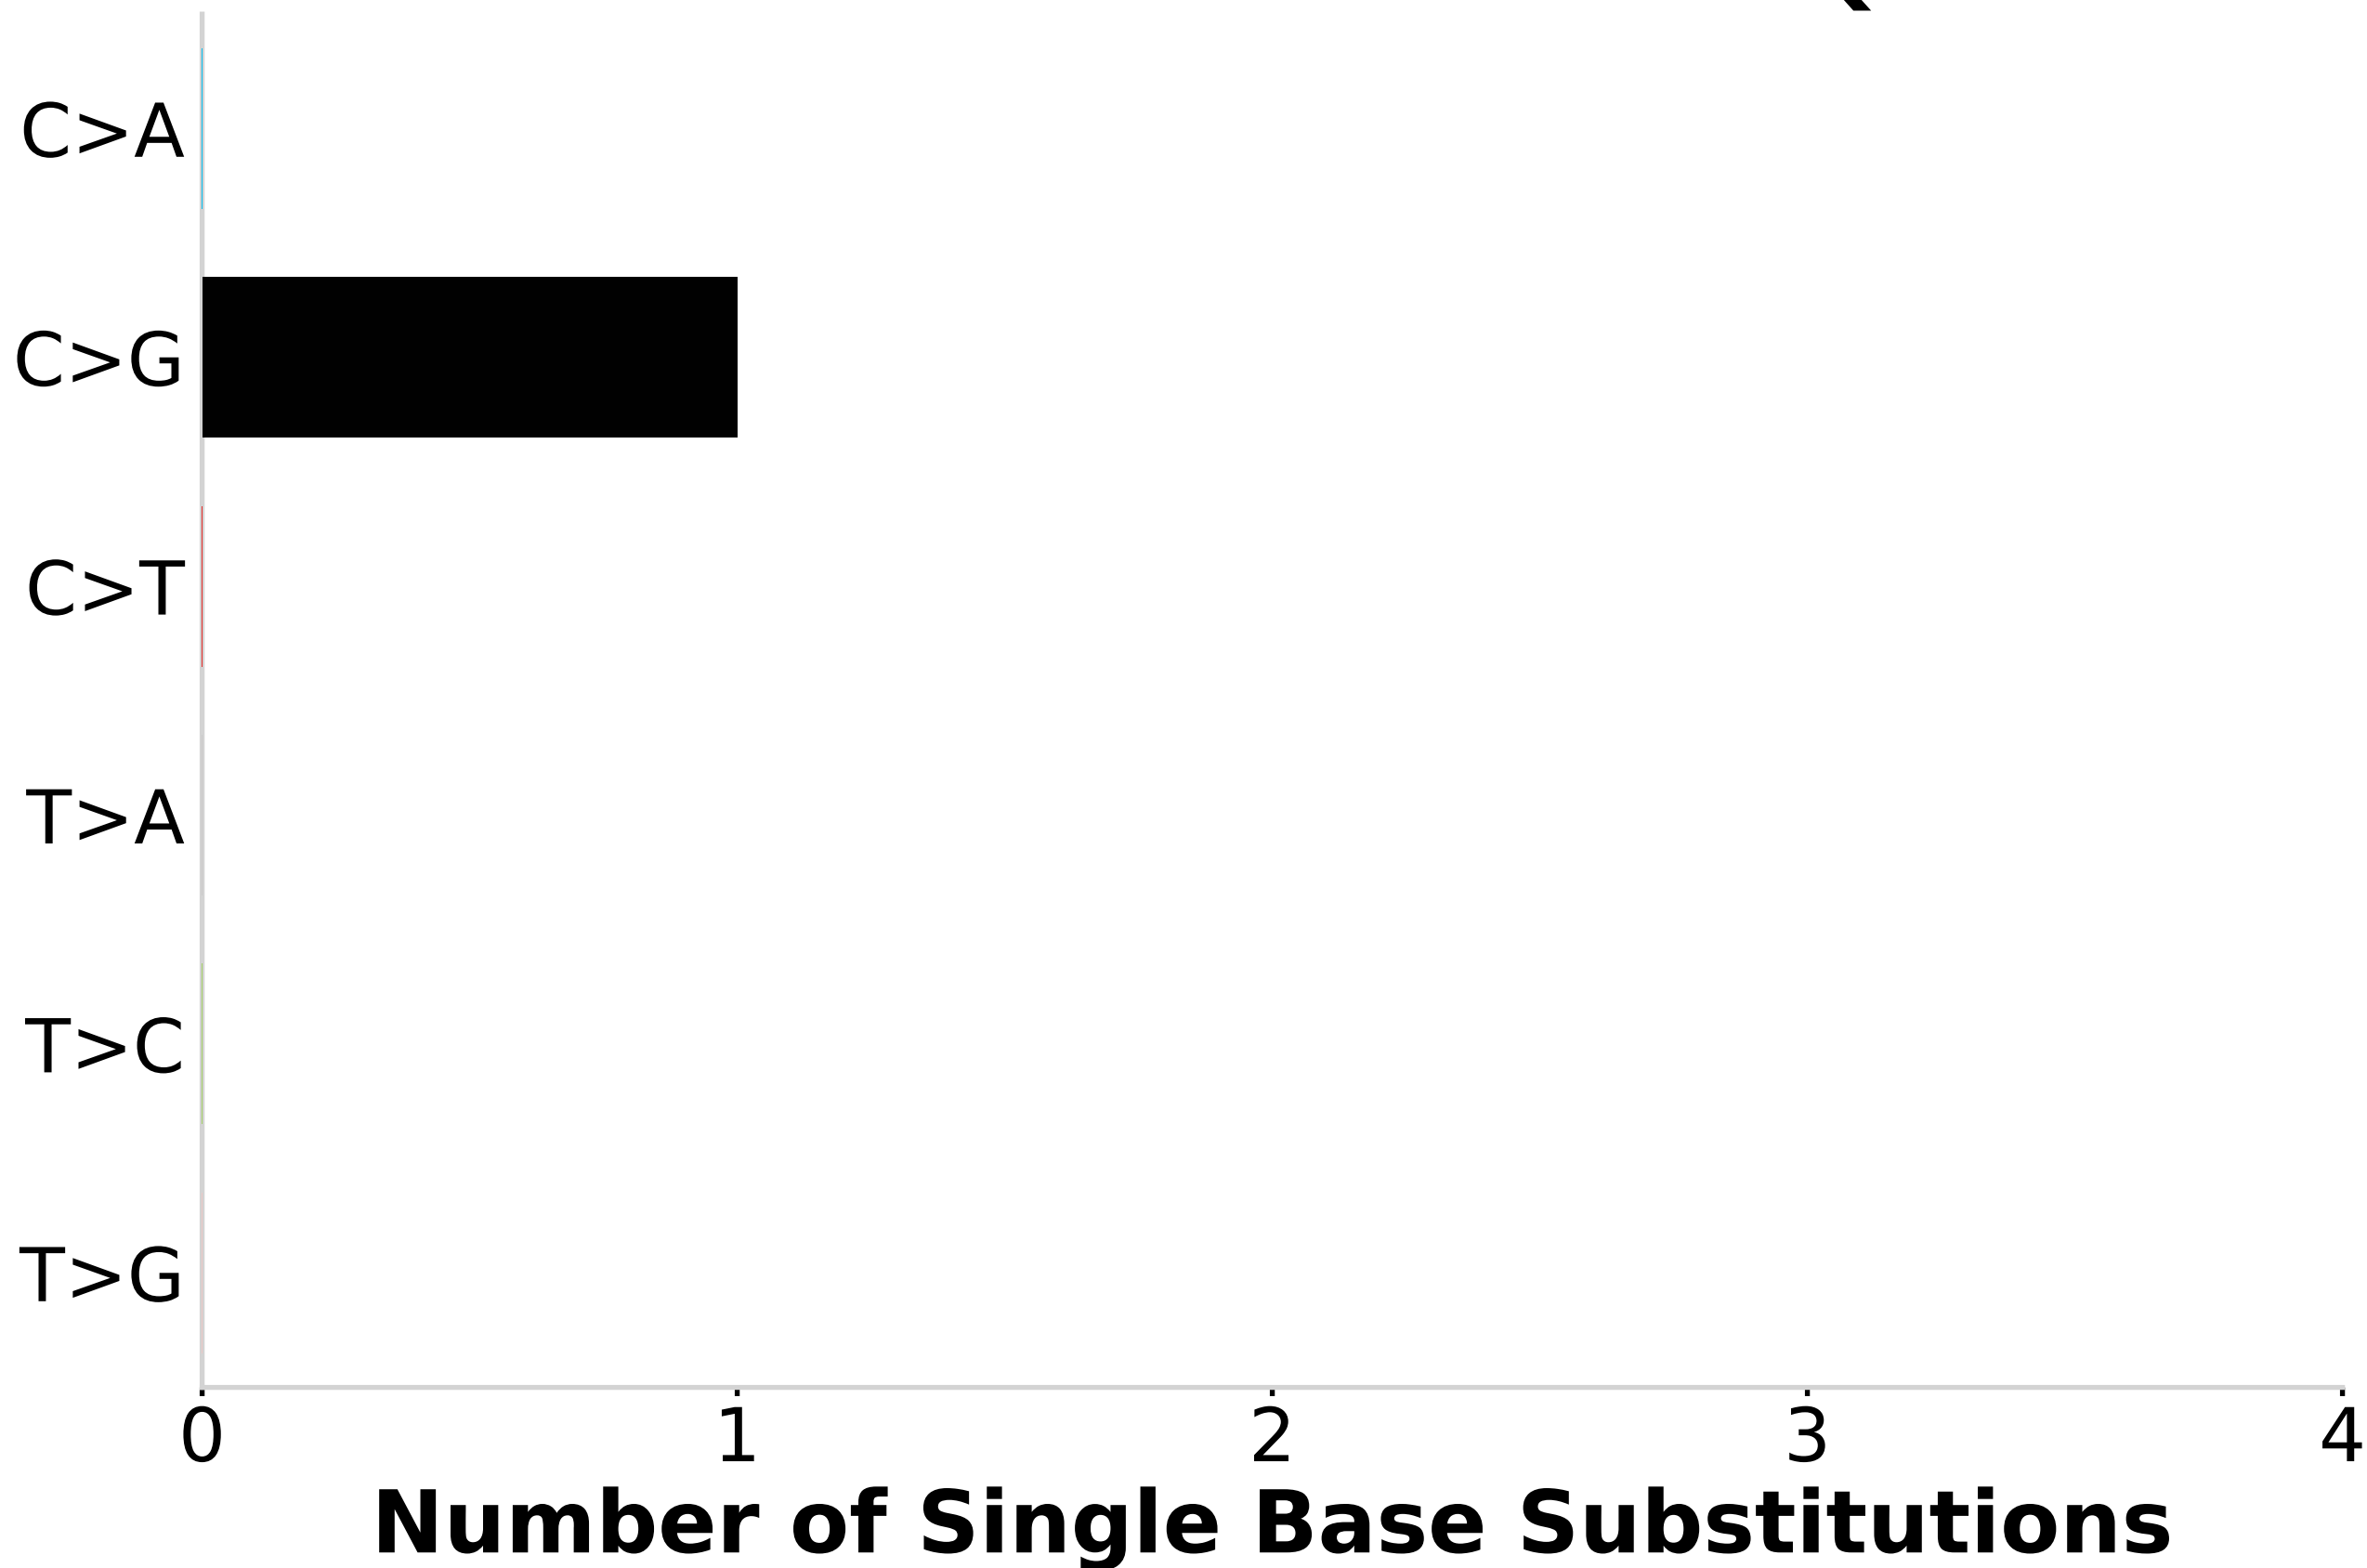 C>A
C>G
C>T
T>A
T>C
T>G
0 1 2 3 4
Number of Single Base Substitutions